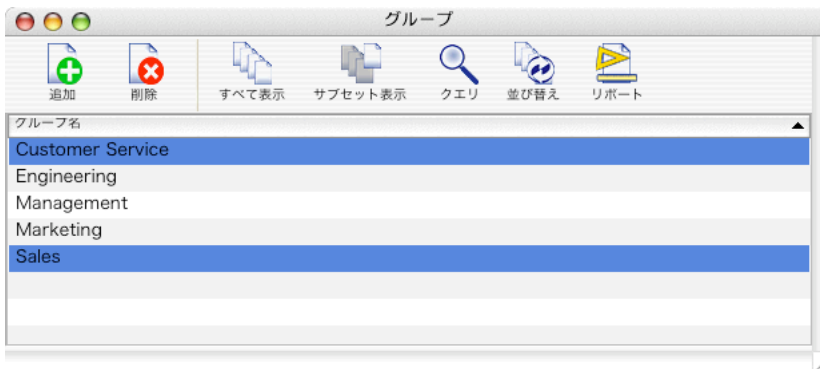 グループ
追加 削除 すべて表示 サブセット表示 クエリ 並び替え リポート
グループ名
Customer Service
Engineering
Management
Marketing
Sales